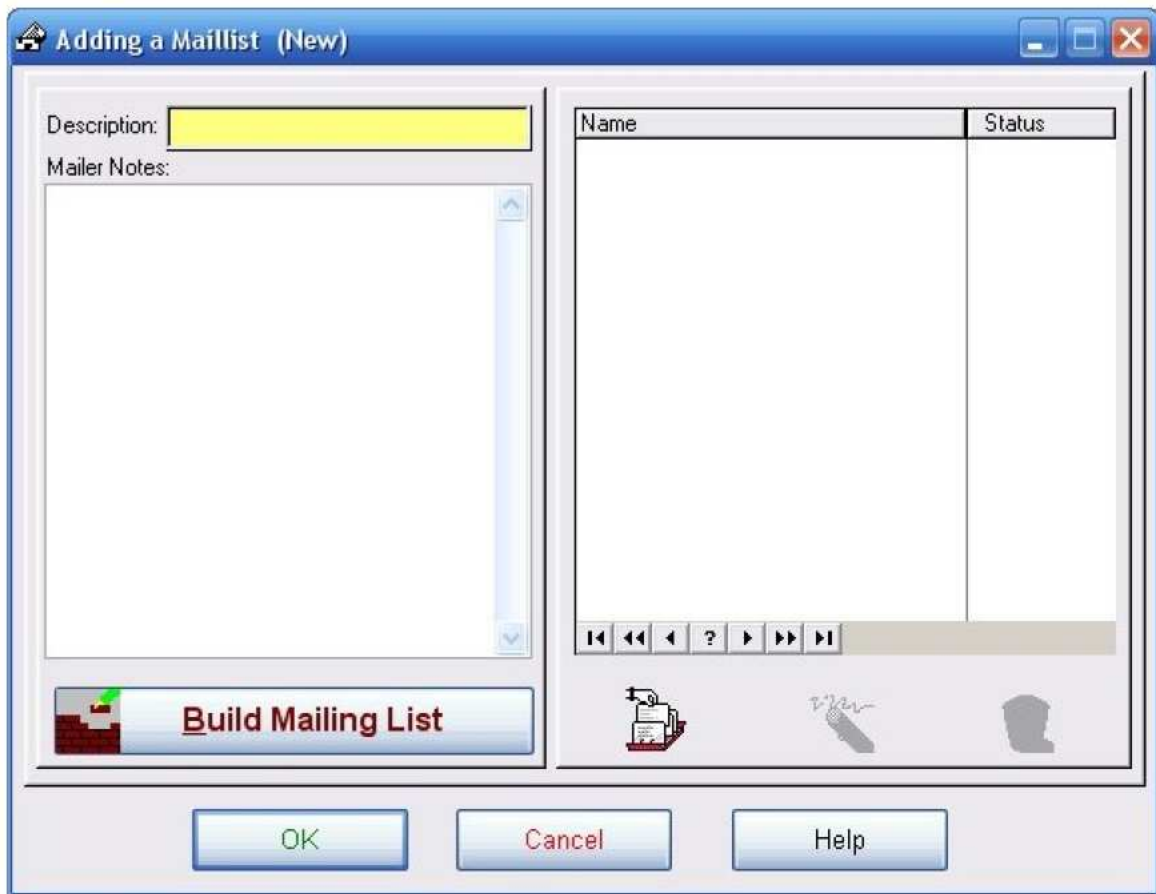 Adding a Maillist (New)
Description:
Mailer Notes:
Build Mailing List
Name Status
?
OK Cancel Help